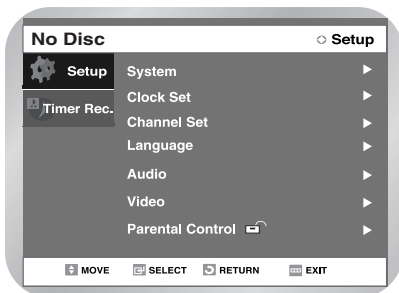 No Disc
Setup
Setup
Timer Rec.
System
Clock Set
Channel Set
Language
Audio
Video
Parental Control
MOVE SELECT RETURN EXIT